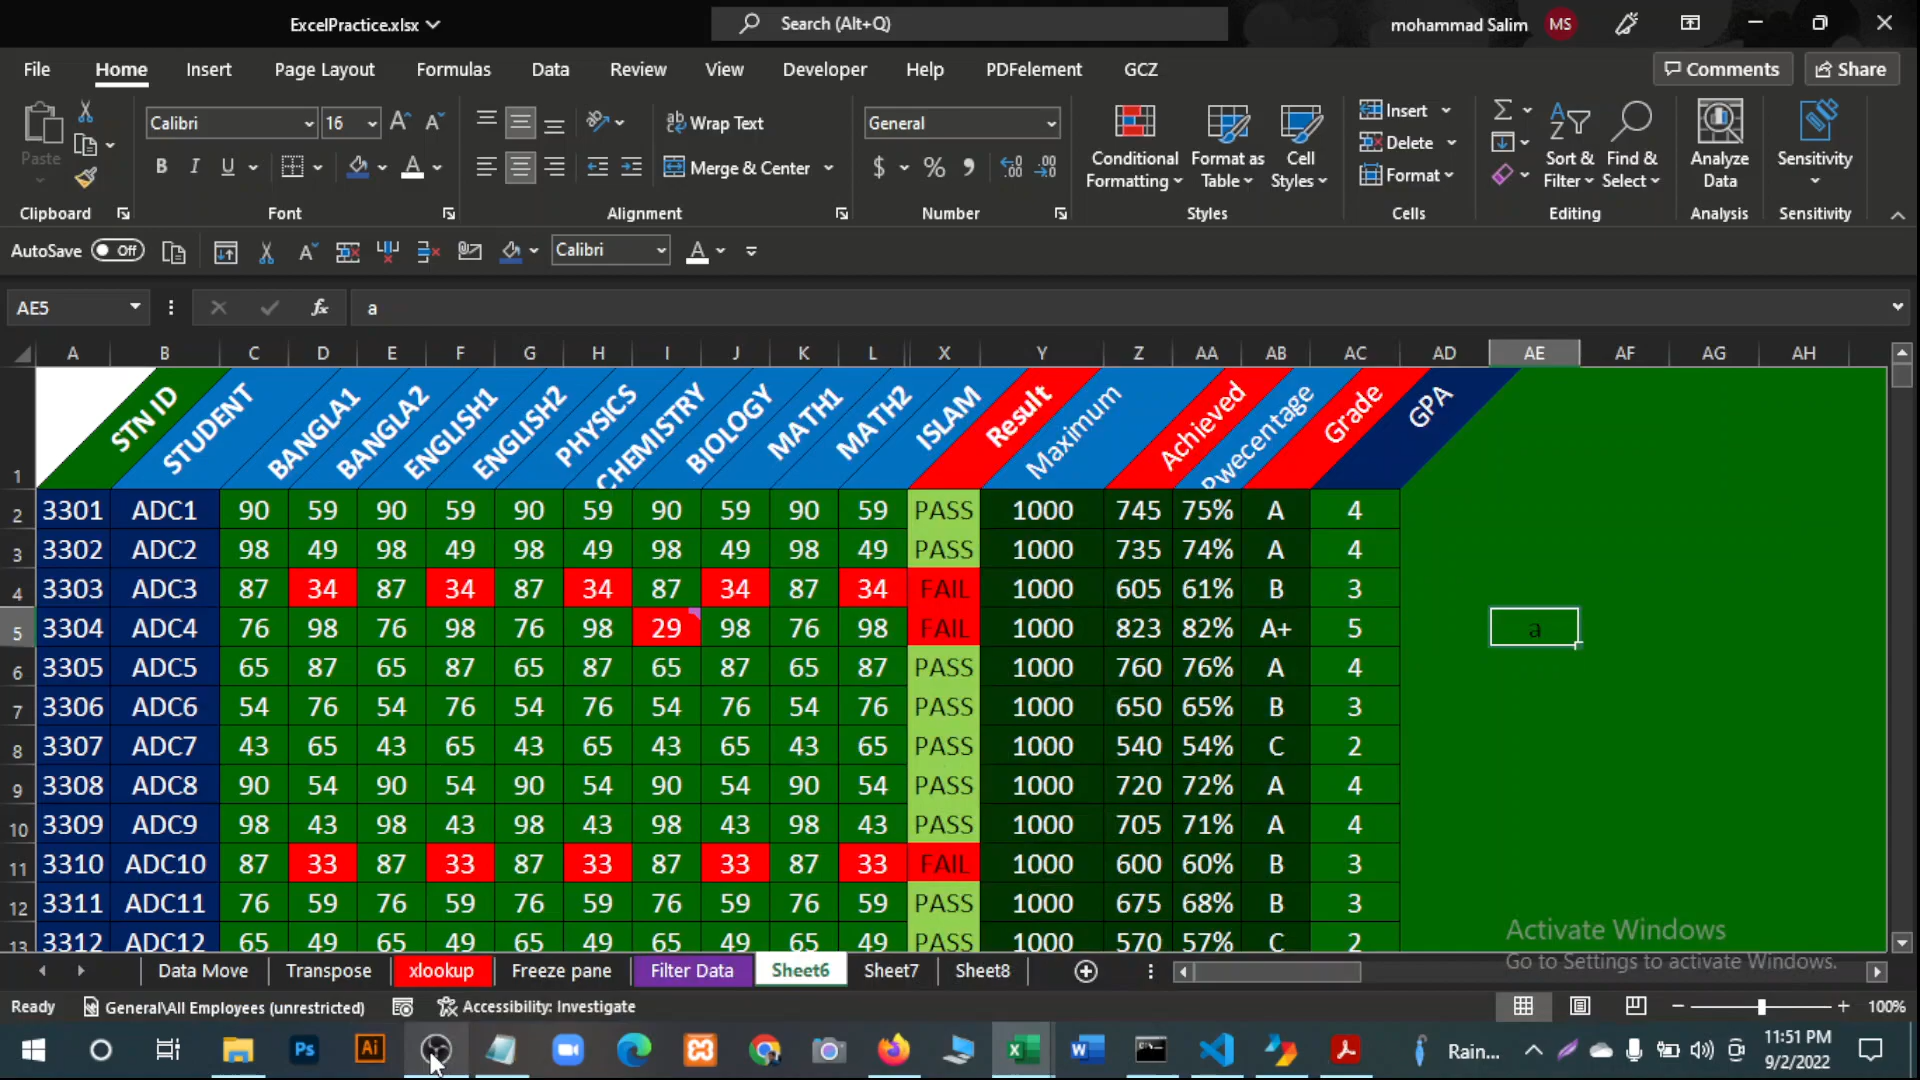 ExcelPractice.xlsx
Search (Alt+Q)
mohammad Salim
MS
File Home Insert Page Layout Formulas Data Review View Developer Help PDFelement GCZ
Comments Share
Paste
Calibri 16
Wrap Text
General
Merge & Center
Conditional Formatting
Format as Table
Cell Styles
Insert
Delete
Format
Sort & Filter
Find & Select
Analyze Data
Sensitivity
Clipboard Font Alignment Number Styles Cells Editing Analysis Sensitivity
AutoSave Off Calibri
AE5 fx a
A B C D E F G H I J K L X Y Z AA AB AC AD AE AF AG AH
1 STN ID STUDENT BANGLA1 BANGLA2 ENGLISH1 ENGLISH2 PHYSICS CHEMISTRY BIOLOGY MATH1 MATH2 ISLAM Result Maximum Achieved Pwecentage Grade GPA
2 3301 ADC1 90 59 90 59 90 59 90 59 90 59 PASS 1000 745 75% A 4
3 3302 ADC2 98 49 98 49 98 49 98 49 98 49 PASS 1000 735 74% A 4
4 3303 ADC3 87 34 87 34 87 34 87 34 87 34 FAIL 1000 605 61% B 3
5 3304 ADC4 76 98 76 98 76 98 29 98 76 98 FAIL 1000 823 82% A+ 5 a
6 3305 ADC5 65 87 65 87 65 87 65 87 65 87 PASS 1000 760 76% A 4
7 3306 ADC6 54 76 54 76 54 76 54 76 54 76 PASS 1000 650 65% B 3
8 3307 ADC7 43 65 43 65 43 65 43 65 43 65 PASS 1000 540 54% C 2
9 3308 ADC8 90 54 90 54 90 54 90 54 90 54 PASS 1000 720 72% A 4
10 3309 ADC9 98 43 98 43 98 43 98 43 98 43 PASS 1000 705 71% A 4
11 3310 ADC10 87 33 87 33 87 33 87 33 87 33 FAIL 1000 600 60% B 3
12 3311 ADC11 76 59 76 59 76 59 76 59 76 59 PASS 1000 675 68% B 3
13 3312 ADC12 65 49 65 49 65 49 65 49 65 49 PASS 1000 570 57% C 2
Activate Windows
Go to Settings to activate Windows.
Data Move Transpose xlookup Freeze pane Filter Data Sheet6 Sheet7 Sheet8
Ready General\All Employees (unrestricted) Accessibility: Investigate 100%
Ps Ai Rain... 11:51 PM
9/2/2022